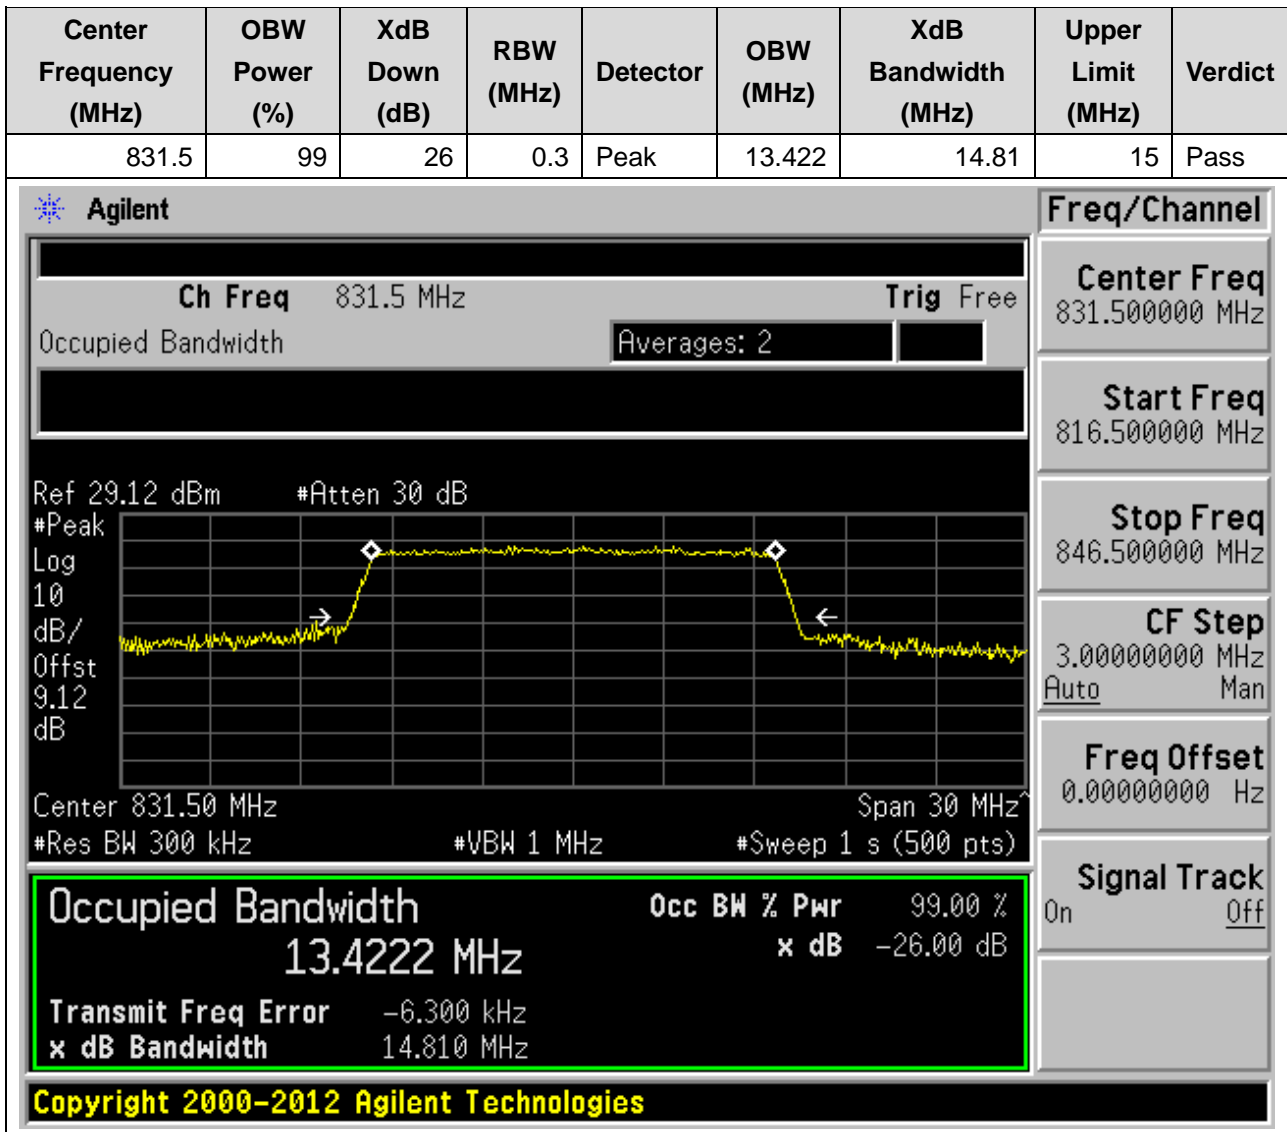 Center Frequency (MHz) OBW Power (%) XdB Down (dB) RBW (MHz) Detector OBW (MHz) XdB Bandwidth (MHz) Upper Limit (MHz) Verdict
831.5 99 26 0.3 Peak 13.422 14.81 15 Pass
Agilent
Freq/Channel
Ch Freq 831.5 MHz Trig Free
Occupied Bandwidth Averages: 2
Center Freq
831.500000 MHz
Start Freq
816.500000 MHz
Stop Freq
846.500000 MHz
CF Step
3.00000000 MHz
Auto Man
Freq Offset
0.00000000 Hz
Signal Track
On Off
Ref 29.12 dBm #Atten 30 dB
#Peak
Log
10
dB/
Offst
9.12
dB
Center 831.50 MHz Span 30 MHz^
#Res BW 300 kHz #VBW 1 MHz #Sweep 1 s (500 pts)
Occupied Bandwidth Occ BW % Pwr 99.00 %
13.4222 MHz x dB -26.00 dB
Transmit Freq Error -6.300 kHz
x dB Bandwidth 14.810 MHz
Copyright 2000-2012 Agilent Technologies